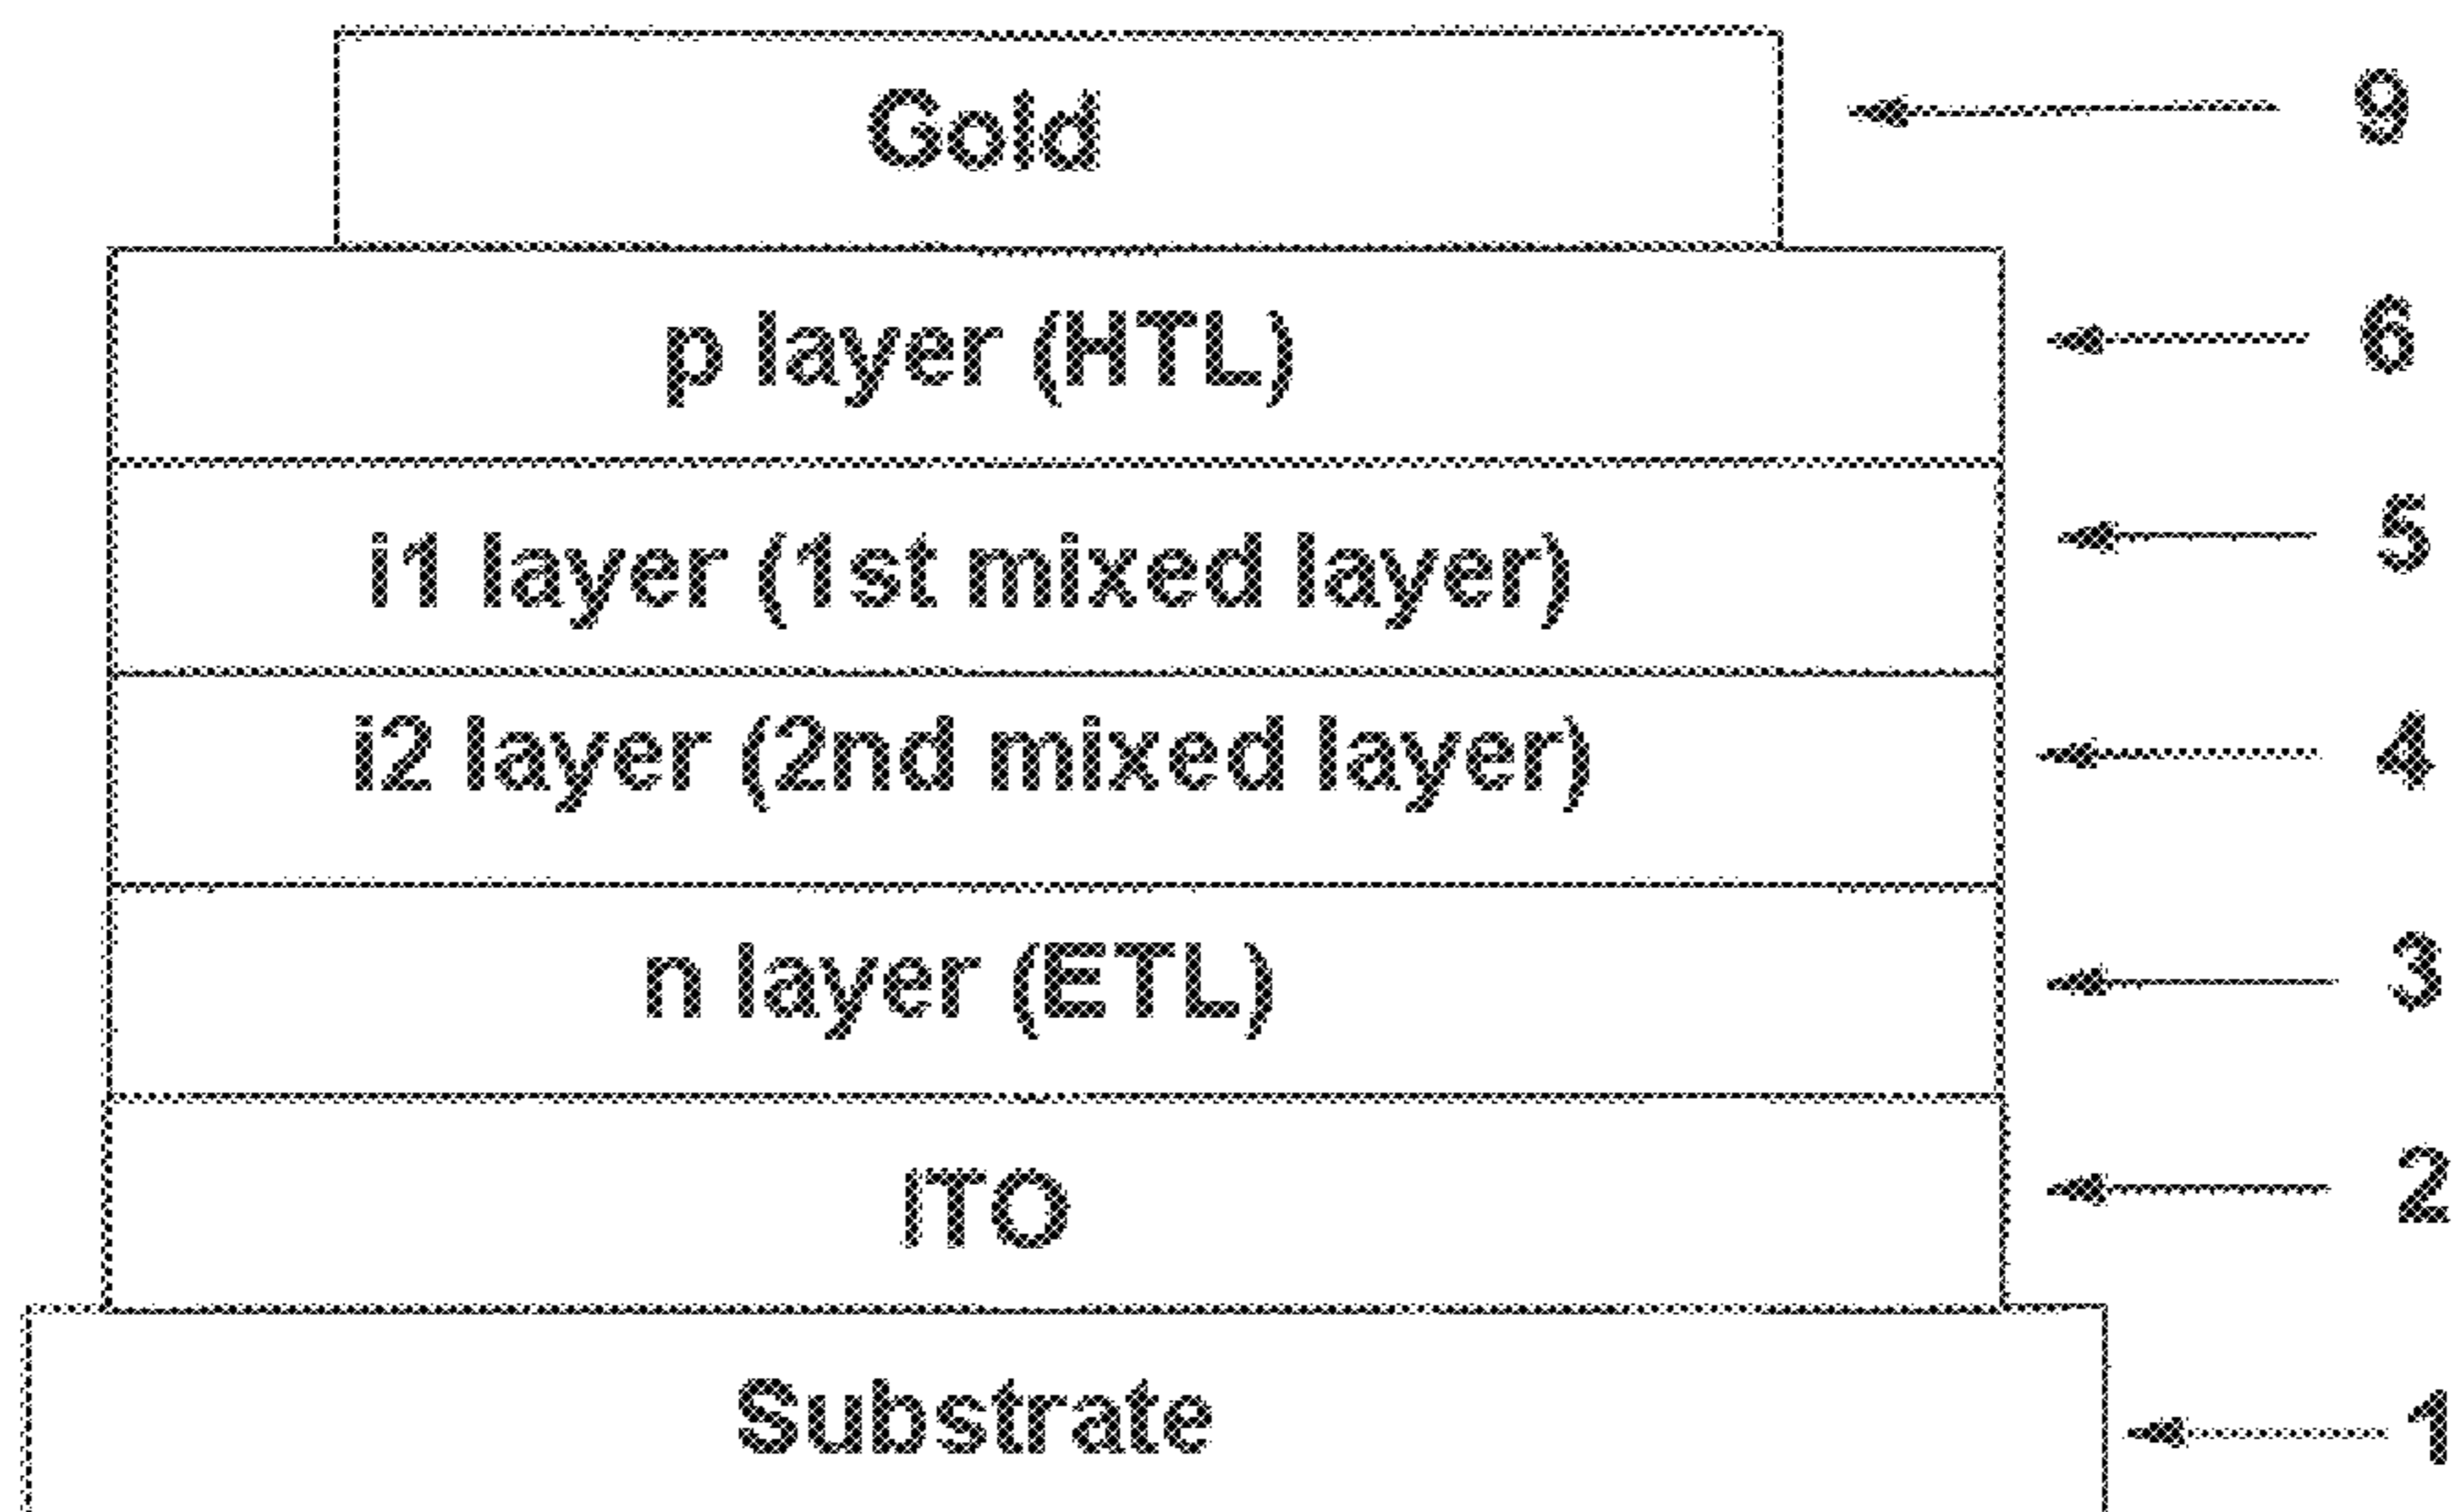 Gold 9
p layer (HTL) 6
i1 layer (1st mixed layer) 5
i2 layer (2nd mixed layer) 4
n layer (ETL) 3
ITO 2
Substrate 1